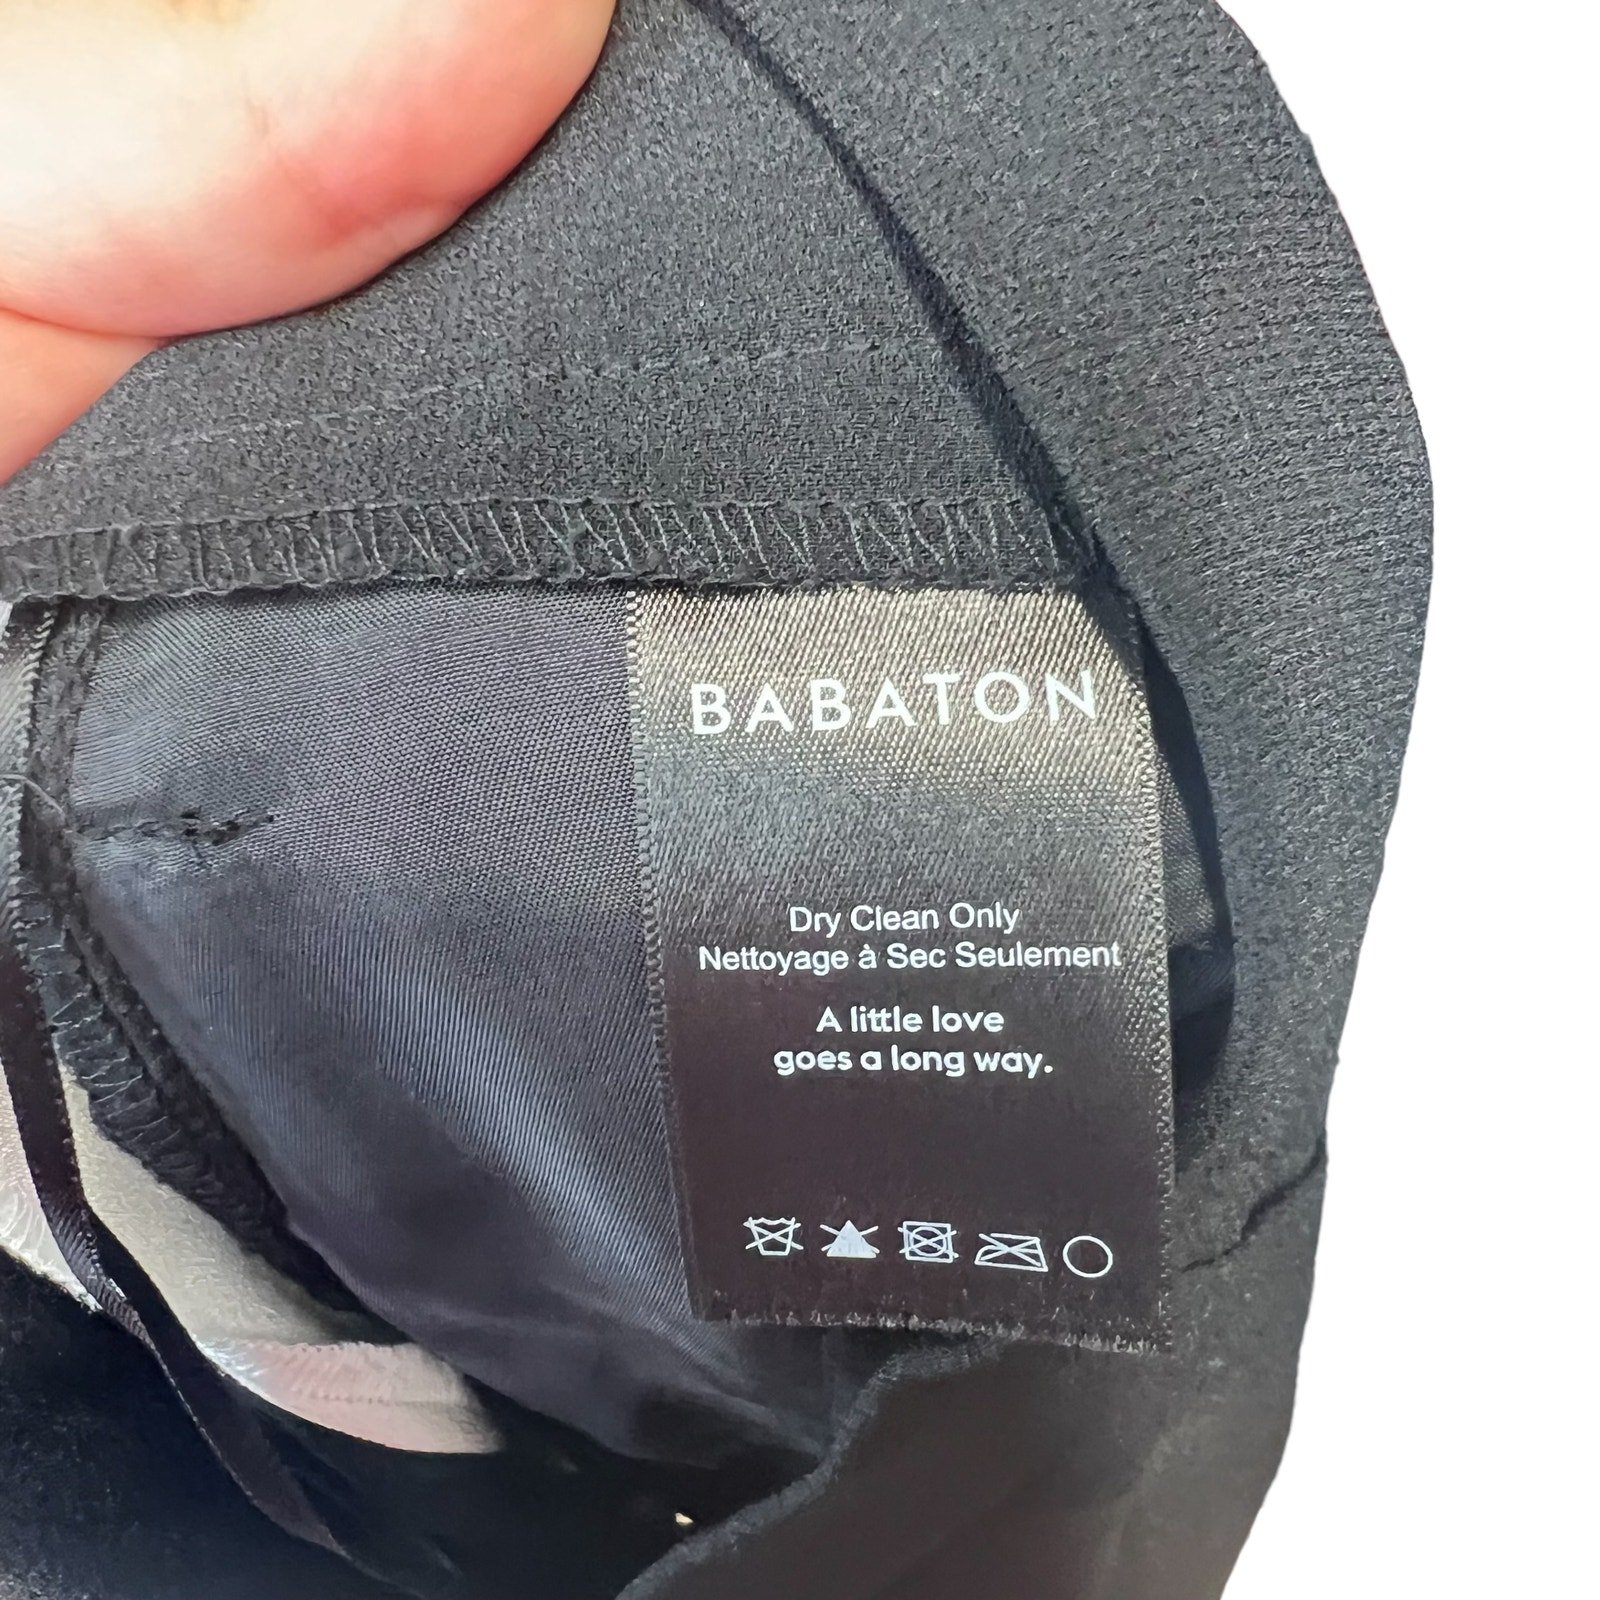 BABATON
Dry Clean Only
Nettoyage à Sec Seulement
A little love
goes a long way.